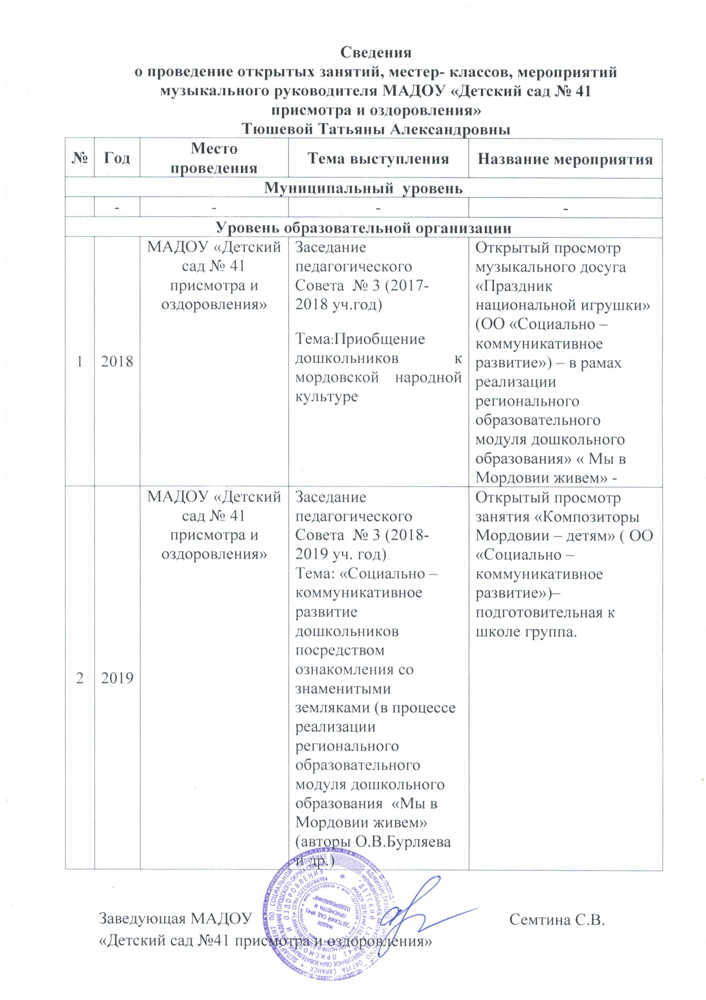 Сведения
о проведение открытых занятий, местер- классов, мероприятий
музыкального руководителя МАДОУ «Детский сад № 41
присмотра и оздоровления»
Тюшевой Татьяны Александровны
№ Год Место проведения Тема выступления Название мероприятия
Муниципальный уровень
- - - -
Уровень образовательной организации
1
2018
МАДОУ «Детский
сад № 41
присмотра и
оздоровления»
Заседание
педагогического
Совета № 3 (2017-
2018 уч.год)
Тема:Приобщение
дошкольников к
мордовской народной
культуре
Открытый просмотр
музыкального досуга
«Праздник
национальной игрушки»
(ОО «Социально –
коммуникативное
развитие») – в рамах
реализации
регионального
образовательного
модуля дошкольного
образования» « Мы в
Мордовии живем» -
2
2019
МАДОУ «Детский
сад № 41
присмотра и
оздоровления»
Заседание
педагогического
Совета № 3 (2018-
2019 уч. год)
Тема: «Социально –
коммуникативное
развитие
дошкольников
посредством
ознакомления со
знаменитыми
земляками (в процессе
реализации
регионального
образовательного
модуля дошкольного
образования «Мы в
Мордовии живем»
(авторы О.В.Бурляева
и др.)
Открытый просмотр
занятия «Композиторы
Мордовии – детям» ( ОО
«Социально –
коммуникативное
развитие»)–
подготовительная к
школе группа.
Заведующая МАДОУ Семтина С.В.
«Детский сад №41 присмотра и оздоровления»
МАДОУ
"ДЕТСКИЙ САД №41
ПРИСМОТРА И
ОЗДОРОВЛЕНИЯ"